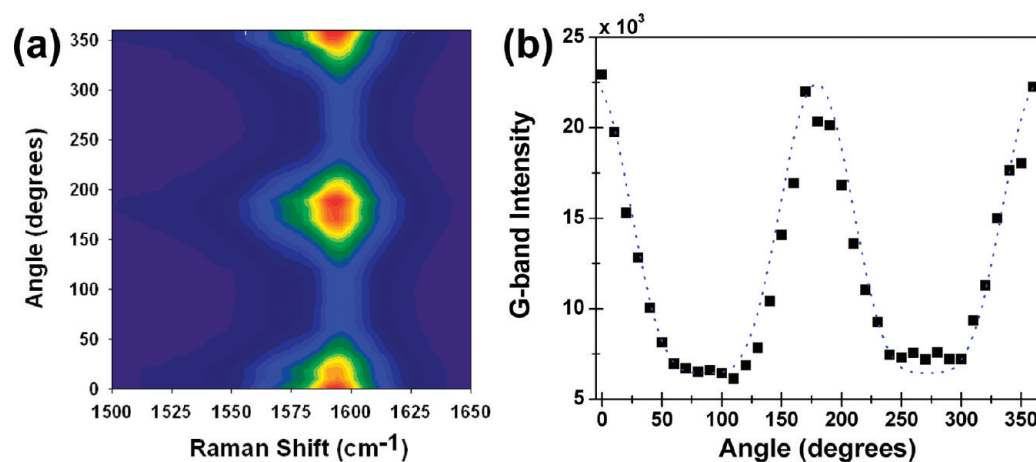 (a)
350
300
250
200
150
100
50
0
Angle (degrees)
1500 1525 1550 1575 1600 1625 1650
Raman Shift (cm⁻¹)
(b)
x 10³
25
20
15
10
5
G-band Intensity
0 50 100 150 200 250 300 350
Angle (degrees)